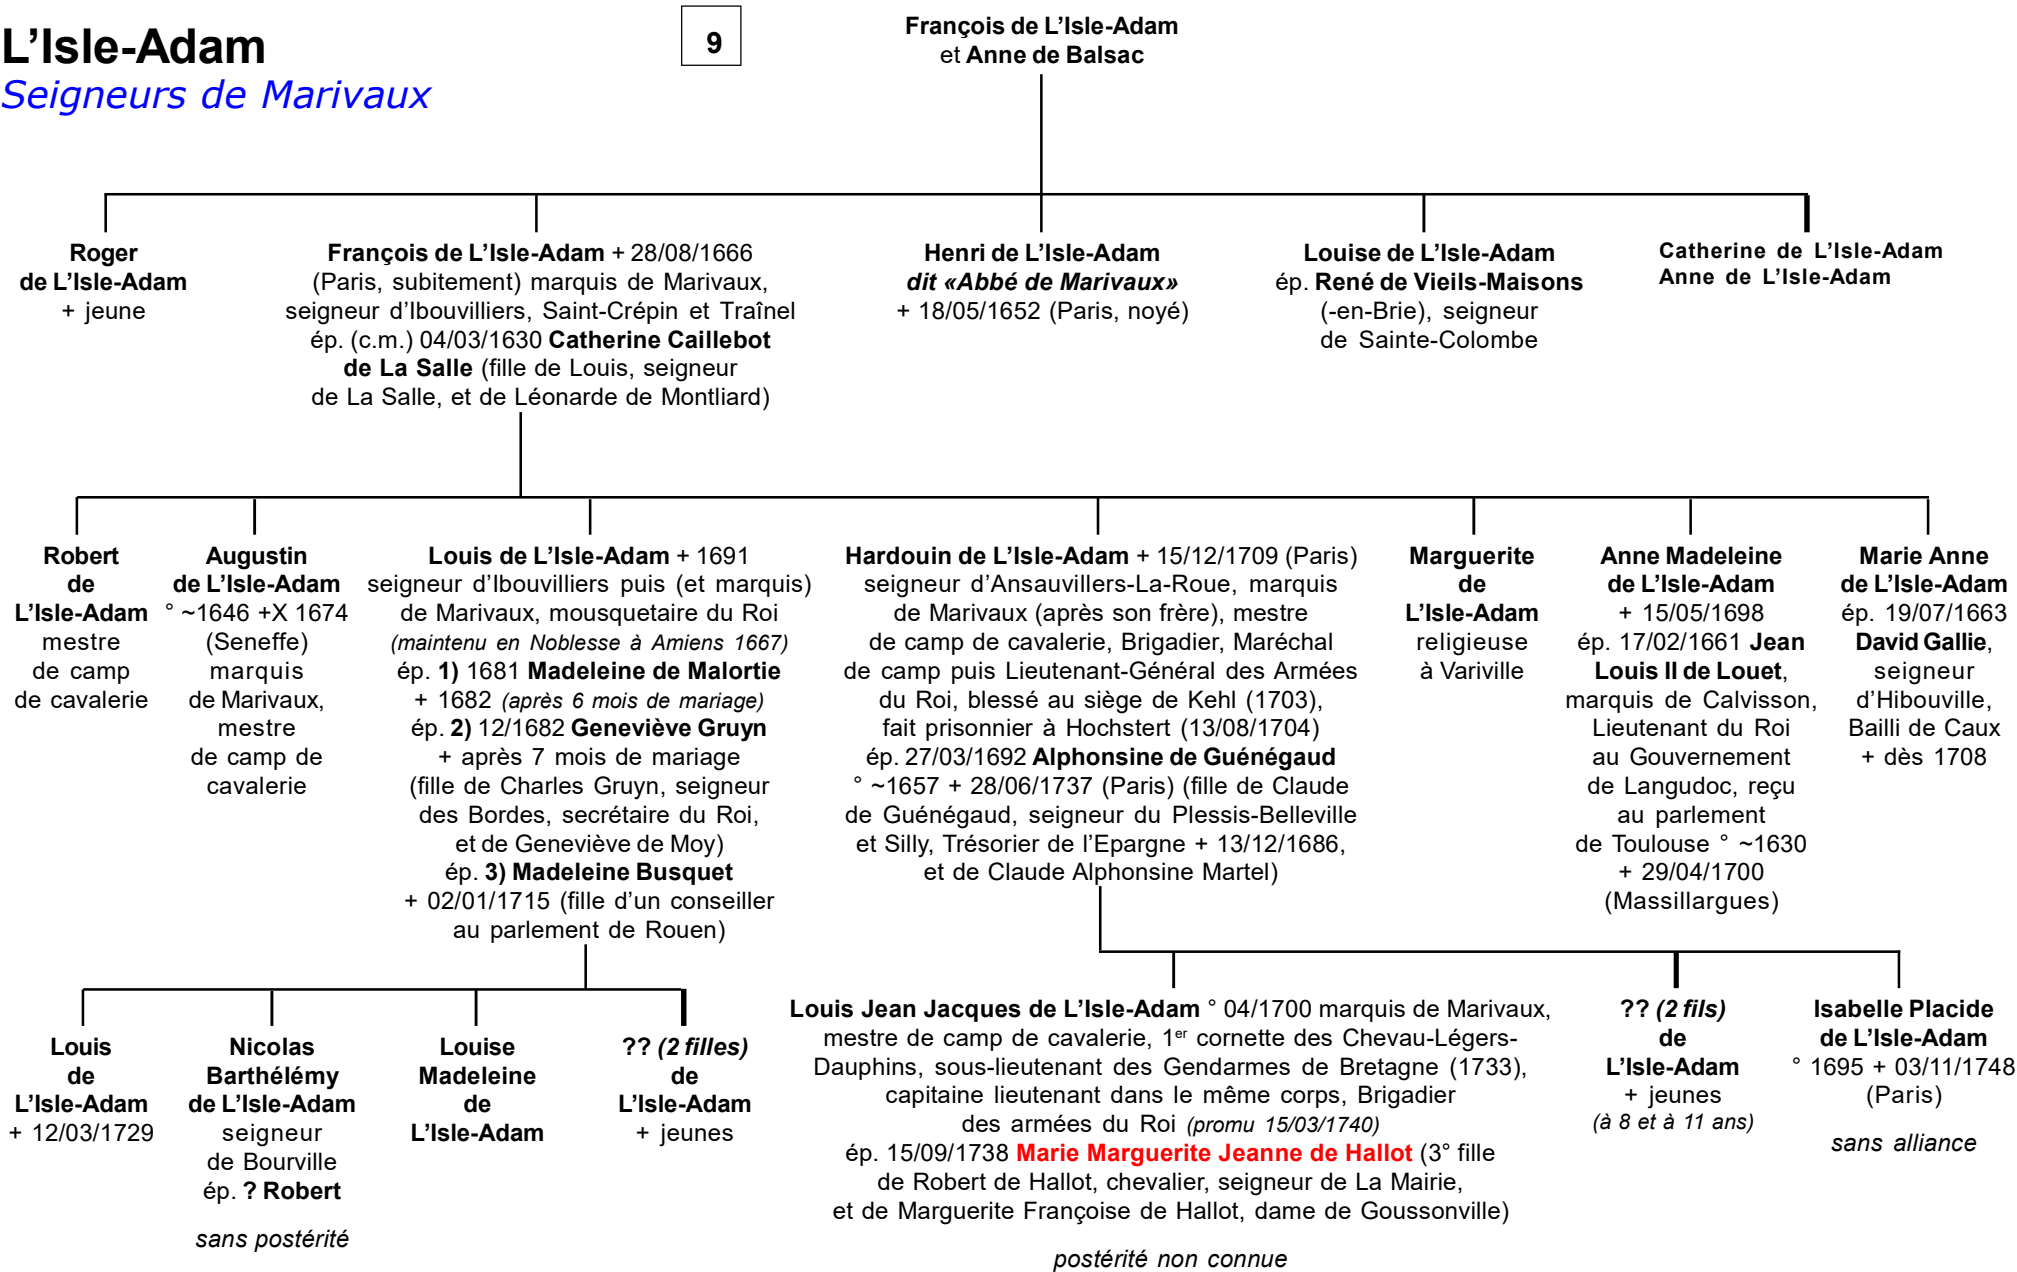 L’Isle-Adam
Seigneurs de Marivaux
9
François de L’Isle-Adam
et Anne de Balsac
Roger
de L’Isle-Adam
+ jeune
François de L’Isle-Adam + 28/08/1666
(Paris, subitement) marquis de Marivaux,
seigneur d’Ibouvilliers, Saint-Crépin et Traînel
ép. (c.m.) 04/03/1630 Catherine Caillebot
de La Salle (fille de Louis, seigneur
de La Salle, et de Léonarde de Montliard)
Henri de L’Isle-Adam
dit «Abbé de Marivaux»
+ 18/05/1652 (Paris, noyé)
Louise de L’Isle-Adam
ép. René de Vieils-Maisons
(-en-Brie), seigneur
de Sainte-Colombe
Catherine de L’Isle-Adam
Anne de L’Isle-Adam
Robert
de
L’Isle-Adam
mestre
de camp
de cavalerie
Augustin
de L’Isle-Adam
° ~1646 +X 1674
(Seneffe)
marquis
de Marivaux,
mestre
de camp de
cavalerie
Louis de L’Isle-Adam + 1691
seigneur d’Ibouvilliers puis (et marquis)
de Marivaux, mousquetaire du Roi
(maintenu en Noblesse à Amiens 1667)
ép. 1) 1681 Madeleine de Malortie
+ 1682 (après 6 mois de mariage)
ép. 2) 12/1682 Geneviève Gruyn
+ après 7 mois de mariage
(fille de Charles Gruyn, seigneur
des Bordes, secrétaire du Roi,
et de Geneviève de Moy)
ép. 3) Madeleine Busquet
+ 02/01/1715 (fille d’un conseiller
au parlement de Rouen)
Hardouin de L’Isle-Adam + 15/12/1709 (Paris)
seigneur d’Ansauvillers-La-Roue, marquis
de Marivaux (après son frère), mestre
de camp de cavalerie, Brigadier, Maréchal
de camp puis Lieutenant-Général des Armées
du Roi, blessé au siège de Kehl (1703),
fait prisonnier à Hochstert (13/08/1704)
ép. 27/03/1692 Alphonsine de Guénégaud
° ~1657 + 28/06/1737 (Paris) (fille de Claude
de Guénégaud, seigneur du Plessis-Belleville
et Silly, Trésorier de l’Epargne + 13/12/1686,
et de Claude Alphonsine Martel)
Marguerite
de
L’Isle-Adam
religieuse
à Variville
Anne Madeleine
de L’Isle-Adam
+ 15/05/1698
ép. 17/02/1661 Jean
Louis II de Louet,
marquis de Calvisson,
Lieutenant du Roi
au Gouvernement
de Langudoc, reçu
au parlement
de Toulouse ° ~1630
+ 29/04/1700
(Massillargues)
Marie Anne
de L’Isle-Adam
ép. 19/07/1663
David Gallie,
seigneur
d’Hibouville,
Bailli de Caux
+ dès 1708
Louis
de
L’Isle-Adam
+ 12/03/1729
Nicolas
Barthélémy
de L’Isle-Adam
seigneur
de Bourville
ép. ? Robert
sans postérité
Louise
Madeleine
de
L’Isle-Adam
?? (2 filles)
de
L’Isle-Adam
+ jeunes
Louis Jean Jacques de L’Isle-Adam ° 04/1700 marquis de Marivaux,
mestre de camp de cavalerie, 1er cornette des Chevau-Légers-
Dauphins, sous-lieutenant des Gendarmes de Bretagne (1733),
capitaine lieutenant dans le même corps, Brigadier
des armées du Roi (promu 15/03/1740)
ép. 15/09/1738 Marie Marguerite Jeanne de Hallot (3° fille
de Robert de Hallot, chevalier, seigneur de La Mairie,
et de Marguerite Françoise de Hallot, dame de Goussonville)
postérité non connue
?? (2 fils)
de
L’Isle-Adam
+ jeunes
(à 8 et à 11 ans)
Isabelle Placide
de L’Isle-Adam
° 1695 + 03/11/1748
(Paris)
sans alliance